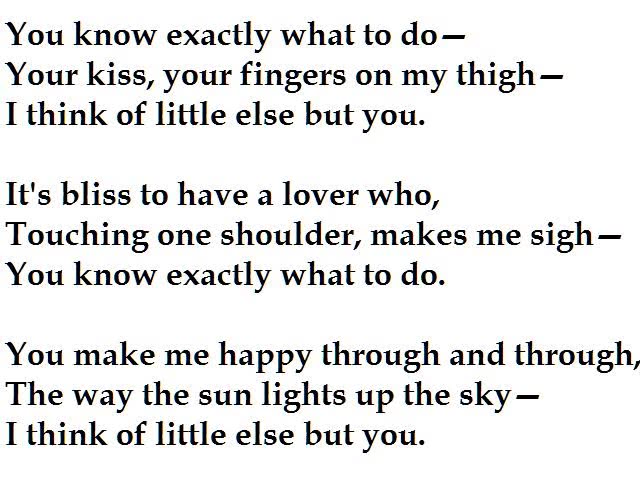 You know exactly what to do—
Your kiss, your fingers on my thigh—
I think of little else but you.

It's bliss to have a lover who,
Touching one shoulder, makes me sigh—
You know exactly what to do.

You make me happy through and through,
The way the sun lights up the sky—
I think of little else but you.